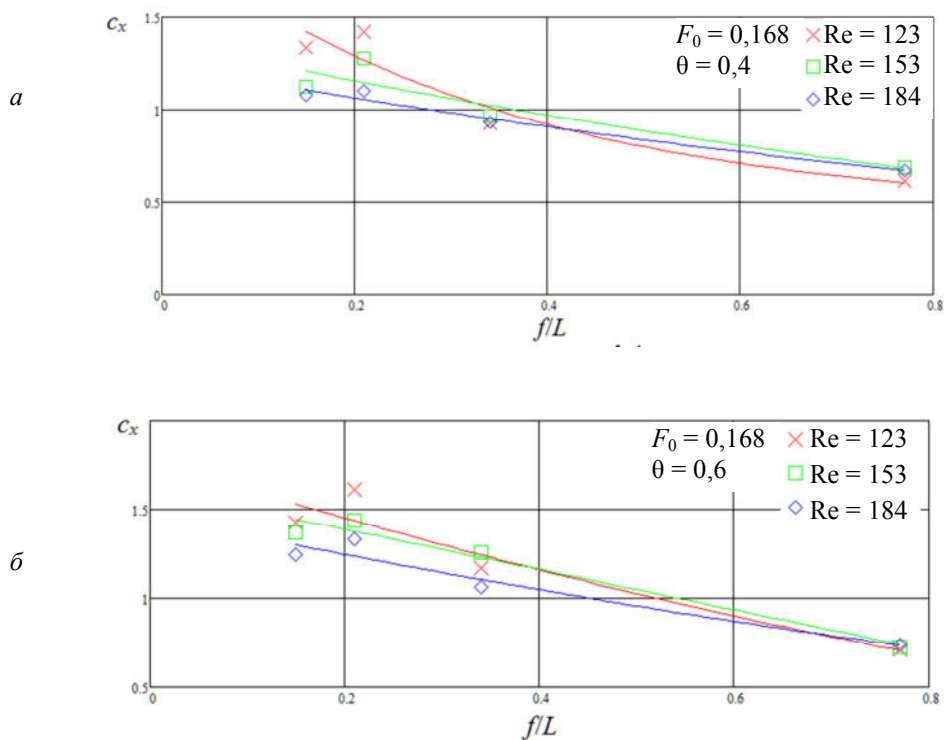 а
cₓ
1.5
1
0.5
0
0
0.2
0.4
0.6
0.8
f/L
F₀ = 0,168
θ = 0,4
Re = 123
Re = 153
Re = 184
б
cₓ
1.5
1
0.5
0
0.2
0.4
0.6
0.8
f/L
F₀ = 0,168
θ = 0,6
Re = 123
Re = 153
Re = 184